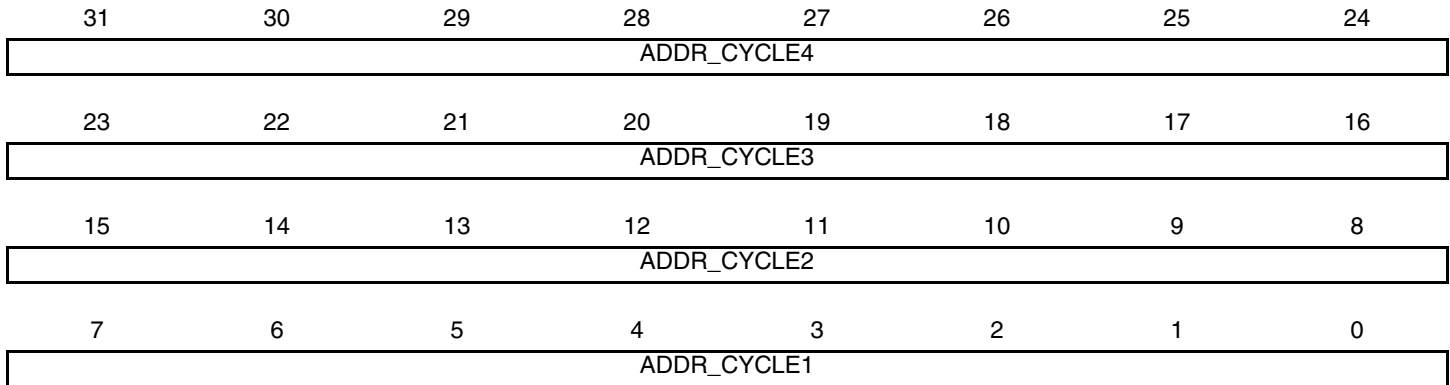 31 30 29 28 27 26 25 24
ADDR_CYCLE4
23 22 21 20 19 18 17 16
ADDR_CYCLE3
15 14 13 12 11 10 9 8
ADDR_CYCLE2
7 6 5 4 3 2 1 0
ADDR_CYCLE1